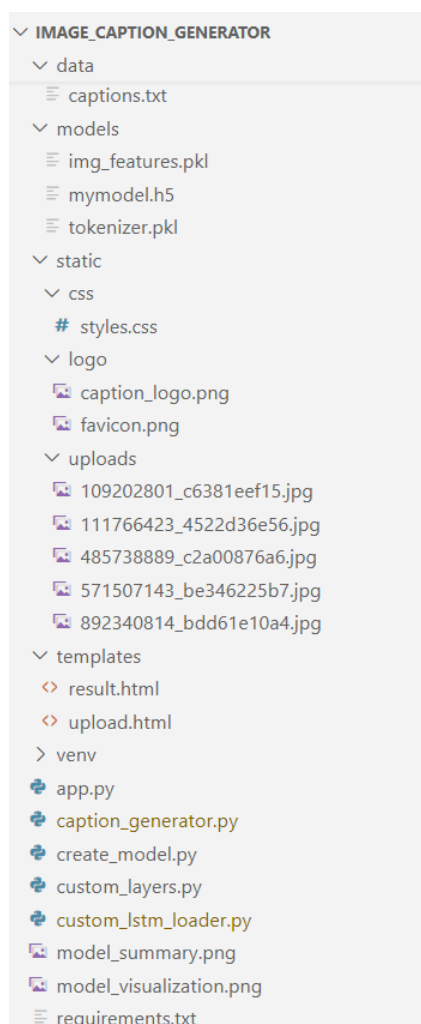 IMAGE_CAPTION_GENERATOR
data
captions.txt
models
img_features.pkl
mymodel.h5
tokenizer.pkl
static
css
# styles.css
logo
caption_logo.png
favicon.png
uploads
109202801_c6381eef15.jpg
111766423_4522d36e56.jpg
485738889_c2a00876a6.jpg
571507143_be346225b7.jpg
892340814_bdd61e10a4.jpg
templates
<> result.html
<> upload.html
venv
app.py
caption_generator.py
create_model.py
custom_layers.py
custom_lstm_loader.py
model_summary.png
model_visualization.png
requirements.txt